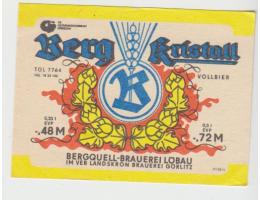 Berg Kristall
TGL 7764
VOLLBIER
0,33 l
EVP
-.48 M
0,5 l
EVP
-.72 M
BERGQUELL-BRAUEREI LÖBAU
IM VEB LANDSKRON BRAUEREI GÖRLITZ